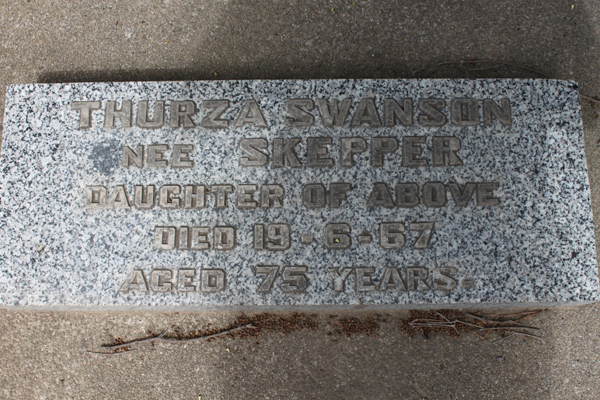 THURZA SWANSON
NEE SKEPPER
DAUGHTER OF ABOVE
DIED 19-6-67
AGED 75 YEARS.